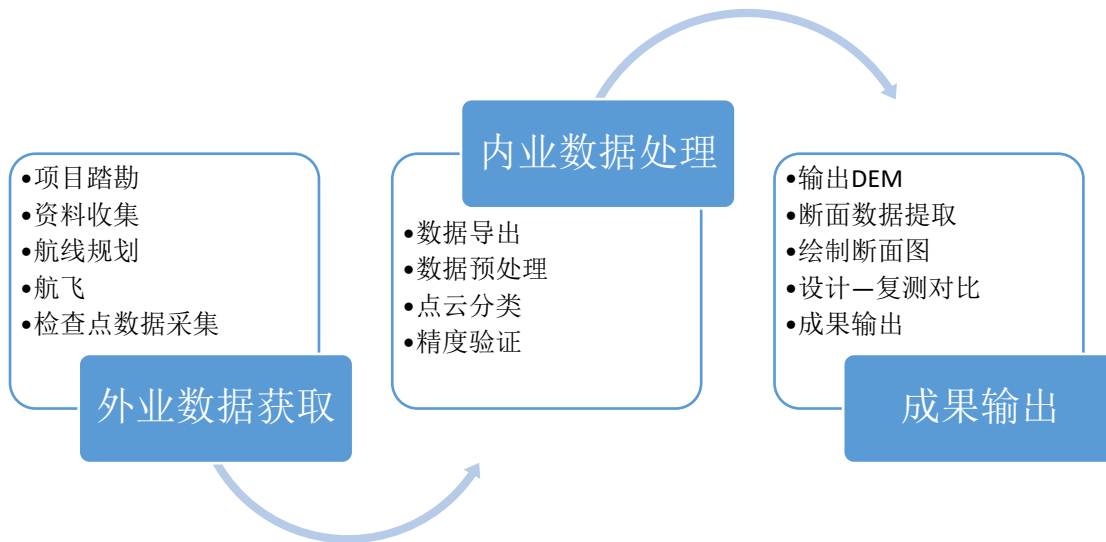 •项目踏勘
•资料收集
•航线规划
•航飞
•检查点数据采集
外业数据获取
内业数据处理
•数据导出
•数据预处理
•点云分类
•精度验证
•输出DEM
•断面数据提取
•绘制断面图
•设计—复测对比
•成果输出
成果输出